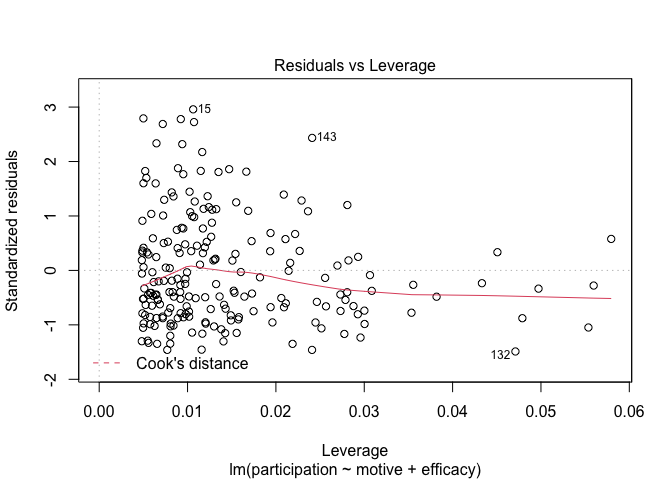 Residuals vs Leverage
Standardized residuals
3
2
1
0
-1
-2
15
143
132
Cook's distance
0.00 0.01 0.02 0.03 0.04 0.05 0.06
Leverage
lm(participation ~ motive + efficacy)